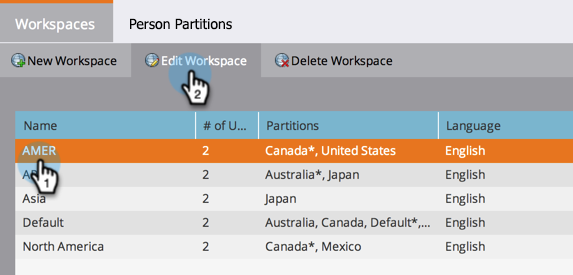 Workspaces Person Partitions
New Workspace Edit Workspace Delete Workspace
2
Name # of U... Partitions Language
AMER 2 Canada*, United States English
1
2 Australia*, Japan English
Asia 2 Japan English
Default 2 Australia, Canada, Default*,... English
North America 2 Canada*, Mexico English